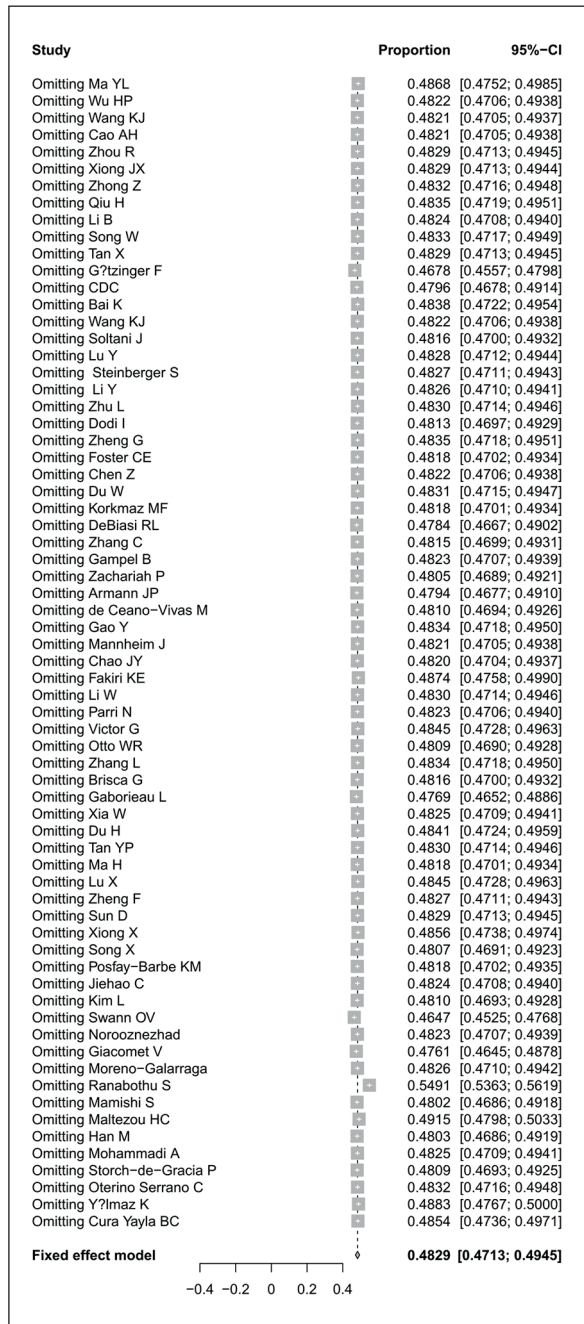 Study Proportion 95%−CI
Omitting Ma YL 0.4868 [0.4752; 0.4985]
Omitting Wu HP 0.4822 [0.4706; 0.4938]
Omitting Wang KJ 0.4821 [0.4705; 0.4937]
Omitting Cao AH 0.4821 [0.4705; 0.4938]
Omitting Zhou R 0.4829 [0.4713; 0.4945]
Omitting Xiong JX 0.4829 [0.4713; 0.4944]
Omitting Zhong Z 0.4832 [0.4716; 0.4948]
Omitting Qiu H 0.4835 [0.4719; 0.4951]
Omitting Li B 0.4824 [0.4708; 0.4940]
Omitting Song W 0.4833 [0.4717; 0.4949]
Omitting Tan X 0.4829 [0.4713; 0.4945]
Omitting G?tzinger F 0.4678 [0.4557; 0.4798]
Omitting CDC 0.4796 [0.4678; 0.4914]
Omitting Bai K 0.4838 [0.4722; 0.4954]
Omitting Wang KJ 0.4822 [0.4706; 0.4938]
Omitting Soltani J 0.4816 [0.4700; 0.4932]
Omitting Lu Y 0.4828 [0.4712; 0.4944]
Omitting Steinberger S 0.4827 [0.4711; 0.4943]
Omitting Li Y 0.4826 [0.4710; 0.4941]
Omitting Zhu L 0.4830 [0.4714; 0.4946]
Omitting Dodi I 0.4813 [0.4697; 0.4929]
Omitting Zheng G 0.4835 [0.4718; 0.4951]
Omitting Foster CE 0.4818 [0.4702; 0.4934]
Omitting Chen Z 0.4822 [0.4706; 0.4938]
Omitting Du W 0.4831 [0.4715; 0.4947]
Omitting Korkmaz MF 0.4818 [0.4701; 0.4934]
Omitting DeBiasi RL 0.4784 [0.4667; 0.4902]
Omitting Zhang C 0.4815 [0.4699; 0.4931]
Omitting Gampel B 0.4823 [0.4707; 0.4939]
Omitting Zachariah P 0.4805 [0.4689; 0.4921]
Omitting Armann JP 0.4794 [0.4677; 0.4910]
Omitting de Ceano−Vivas M 0.4810 [0.4694; 0.4926]
Omitting Gao Y 0.4834 [0.4718; 0.4950]
Omitting Mannheim J 0.4821 [0.4705; 0.4938]
Omitting Chao JY 0.4820 [0.4704; 0.4937]
Omitting Fakiri KE 0.4874 [0.4758; 0.4990]
Omitting Li W 0.4830 [0.4714; 0.4946]
Omitting Parri N 0.4823 [0.4706; 0.4940]
Omitting Victor G 0.4845 [0.4728; 0.4963]
Omitting Otto WR 0.4809 [0.4690; 0.4928]
Omitting Zhang L 0.4834 [0.4718; 0.4950]
Omitting Brisca G 0.4816 [0.4700; 0.4932]
Omitting Gaborieau L 0.4769 [0.4652; 0.4886]
Omitting Xia W 0.4825 [0.4709; 0.4941]
Omitting Du H 0.4841 [0.4724; 0.4959]
Omitting Tan YP 0.4830 [0.4714; 0.4946]
Omitting Ma H 0.4818 [0.4701; 0.4934]
Omitting Lu X 0.4845 [0.4728; 0.4963]
Omitting Zheng F 0.4827 [0.4711; 0.4943]
Omitting Sun D 0.4829 [0.4713; 0.4945]
Omitting Xiong X 0.4856 [0.4738; 0.4974]
Omitting Song X 0.4807 [0.4691; 0.4923]
Omitting Posfay−Barbe KM 0.4818 [0.4702; 0.4935]
Omitting Jiehao C 0.4824 [0.4708; 0.4940]
Omitting Kim L 0.4810 [0.4693; 0.4928]
Omitting Swann OV 0.4647 [0.4525; 0.4768]
Omitting Norooznezhad 0.4823 [0.4707; 0.4939]
Omitting Giacomet V 0.4761 [0.4645; 0.4878]
Omitting Moreno−Galarraga 0.4826 [0.4710; 0.4942]
Omitting Ranabothu S 0.5491 [0.5363; 0.5619]
Omitting Mamishi S 0.4802 [0.4686; 0.4918]
Omitting Maltezou HC 0.4915 [0.4798; 0.5033]
Omitting Han M 0.4803 [0.4686; 0.4919]
Omitting Mohammadi A 0.4825 [0.4709; 0.4941]
Omitting Storch−de−Gracia P 0.4809 [0.4693; 0.4925]
Omitting Oterino Serrano C 0.4832 [0.4716; 0.4948]
Omitting Y?lmaz K 0.4883 [0.4767; 0.5000]
Omitting Cura Yayla BC 0.4854 [0.4736; 0.4971]
Fixed effect model 0.4829 [0.4713; 0.4945]
−0.4 −0.2 0 0.2 0.4